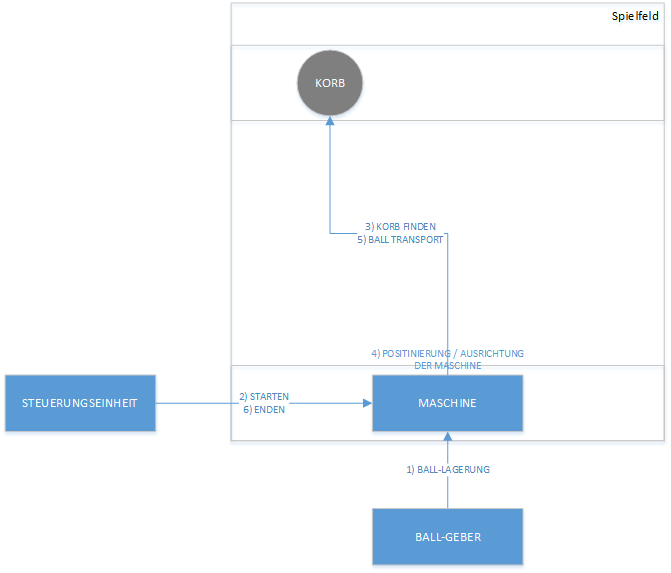 Spielfeld
KORB
3) KORB FINDEN
5) BALL TRANSPORT
4) POSITINIERUNG / AUSRICHTUNG
DER MASCHINE
STEUERUNGSEINHEIT
2) STARTEN
6) ENDEN
MASCHINE
1) BALL-LAGERUNG
BALL-GEBER